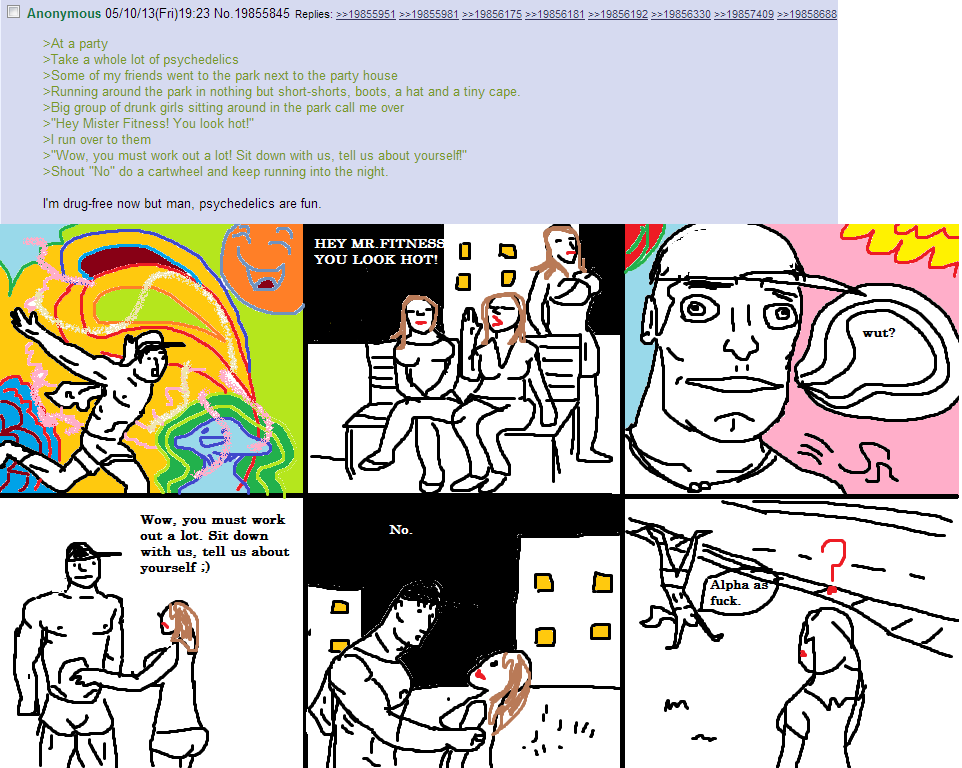 Anonymous 05/10/13(Fri)19:23 No.19855845 Replies: >>19855951 >>19855981 >>19856175 >>19856181 >>19856192 >>19856330 >>19857409 >>19858688
>At a party
>Take a whole lot of psychedelics
>Some of my friends went to the park next to the party house
>Running around the park in nothing but short-shorts, boots, a hat and a tiny cape.
>Big group of drunk girls sitting around in the park call me over
>"Hey Mister Fitness! You look hot!"
>I run over to them
>"Wow, you must work out a lot! Sit down with us, tell us about yourself!"
>Shout "No" do a cartwheel and keep running into the night.
I'm drug-free now but man, psychedelics are fun.
HEY MR.FITNESS
YOU LOOK HOT!
wut?
Wow, you must work
out a lot. Sit down
with us, tell us about
yourself ;)
No.
Alpha as
fuck.
?